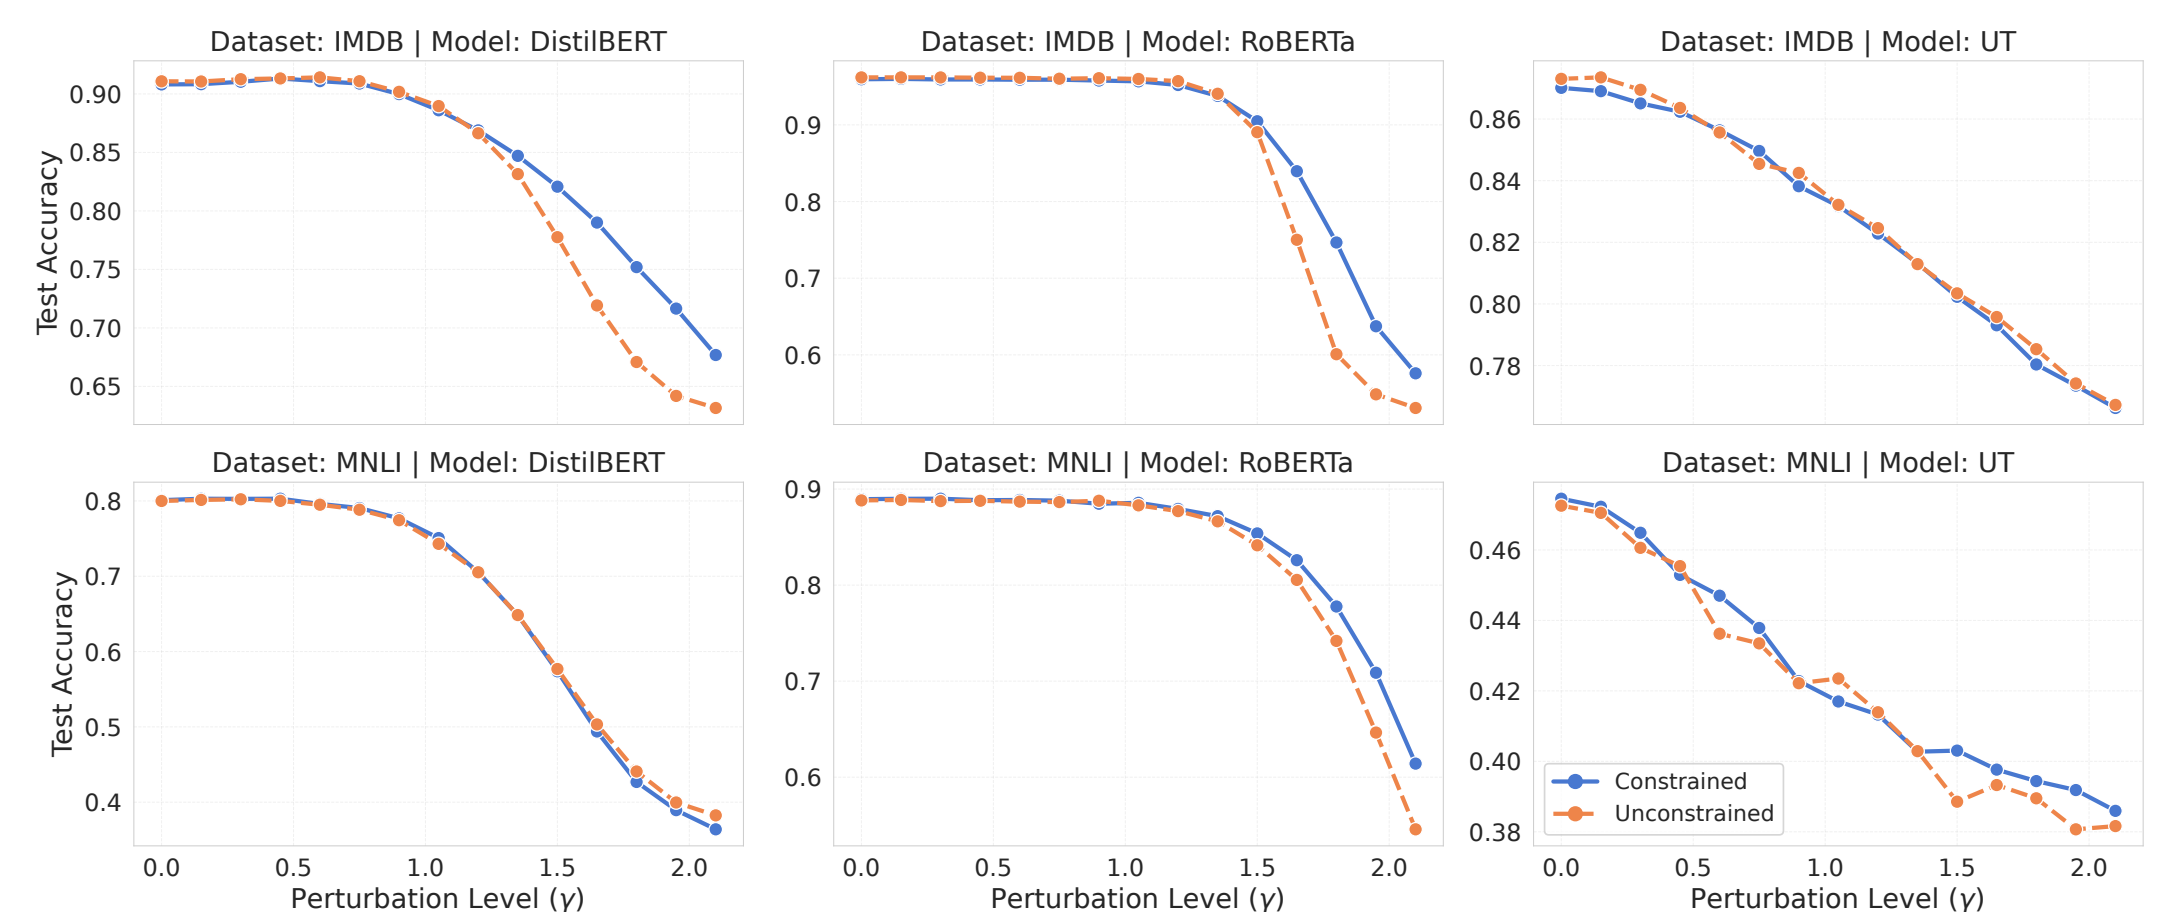 Dataset: IMDB | Model: DistilBERT
Test Accuracy
0.90
0.85
0.80
0.75
0.70
0.65
Dataset: IMDB | Model: RoBERTa
0.9
0.8
0.7
0.6
Dataset: IMDB | Model: UT
0.86
0.84
0.82
0.80
0.78
Dataset: MNLI | Model: DistilBERT
Test Accuracy
0.8
0.7
0.6
0.5
0.4
0.0 0.5 1.0 1.5 2.0
Perturbation Level (γ)
Dataset: MNLI | Model: RoBERTa
0.9
0.8
0.7
0.6
0.0 0.5 1.0 1.5 2.0
Perturbation Level (γ)
Dataset: MNLI | Model: UT
0.46
0.44
0.42
0.40
0.38
Constrained
Unconstrained
0.0 0.5 1.0 1.5 2.0
Perturbation Level (γ)